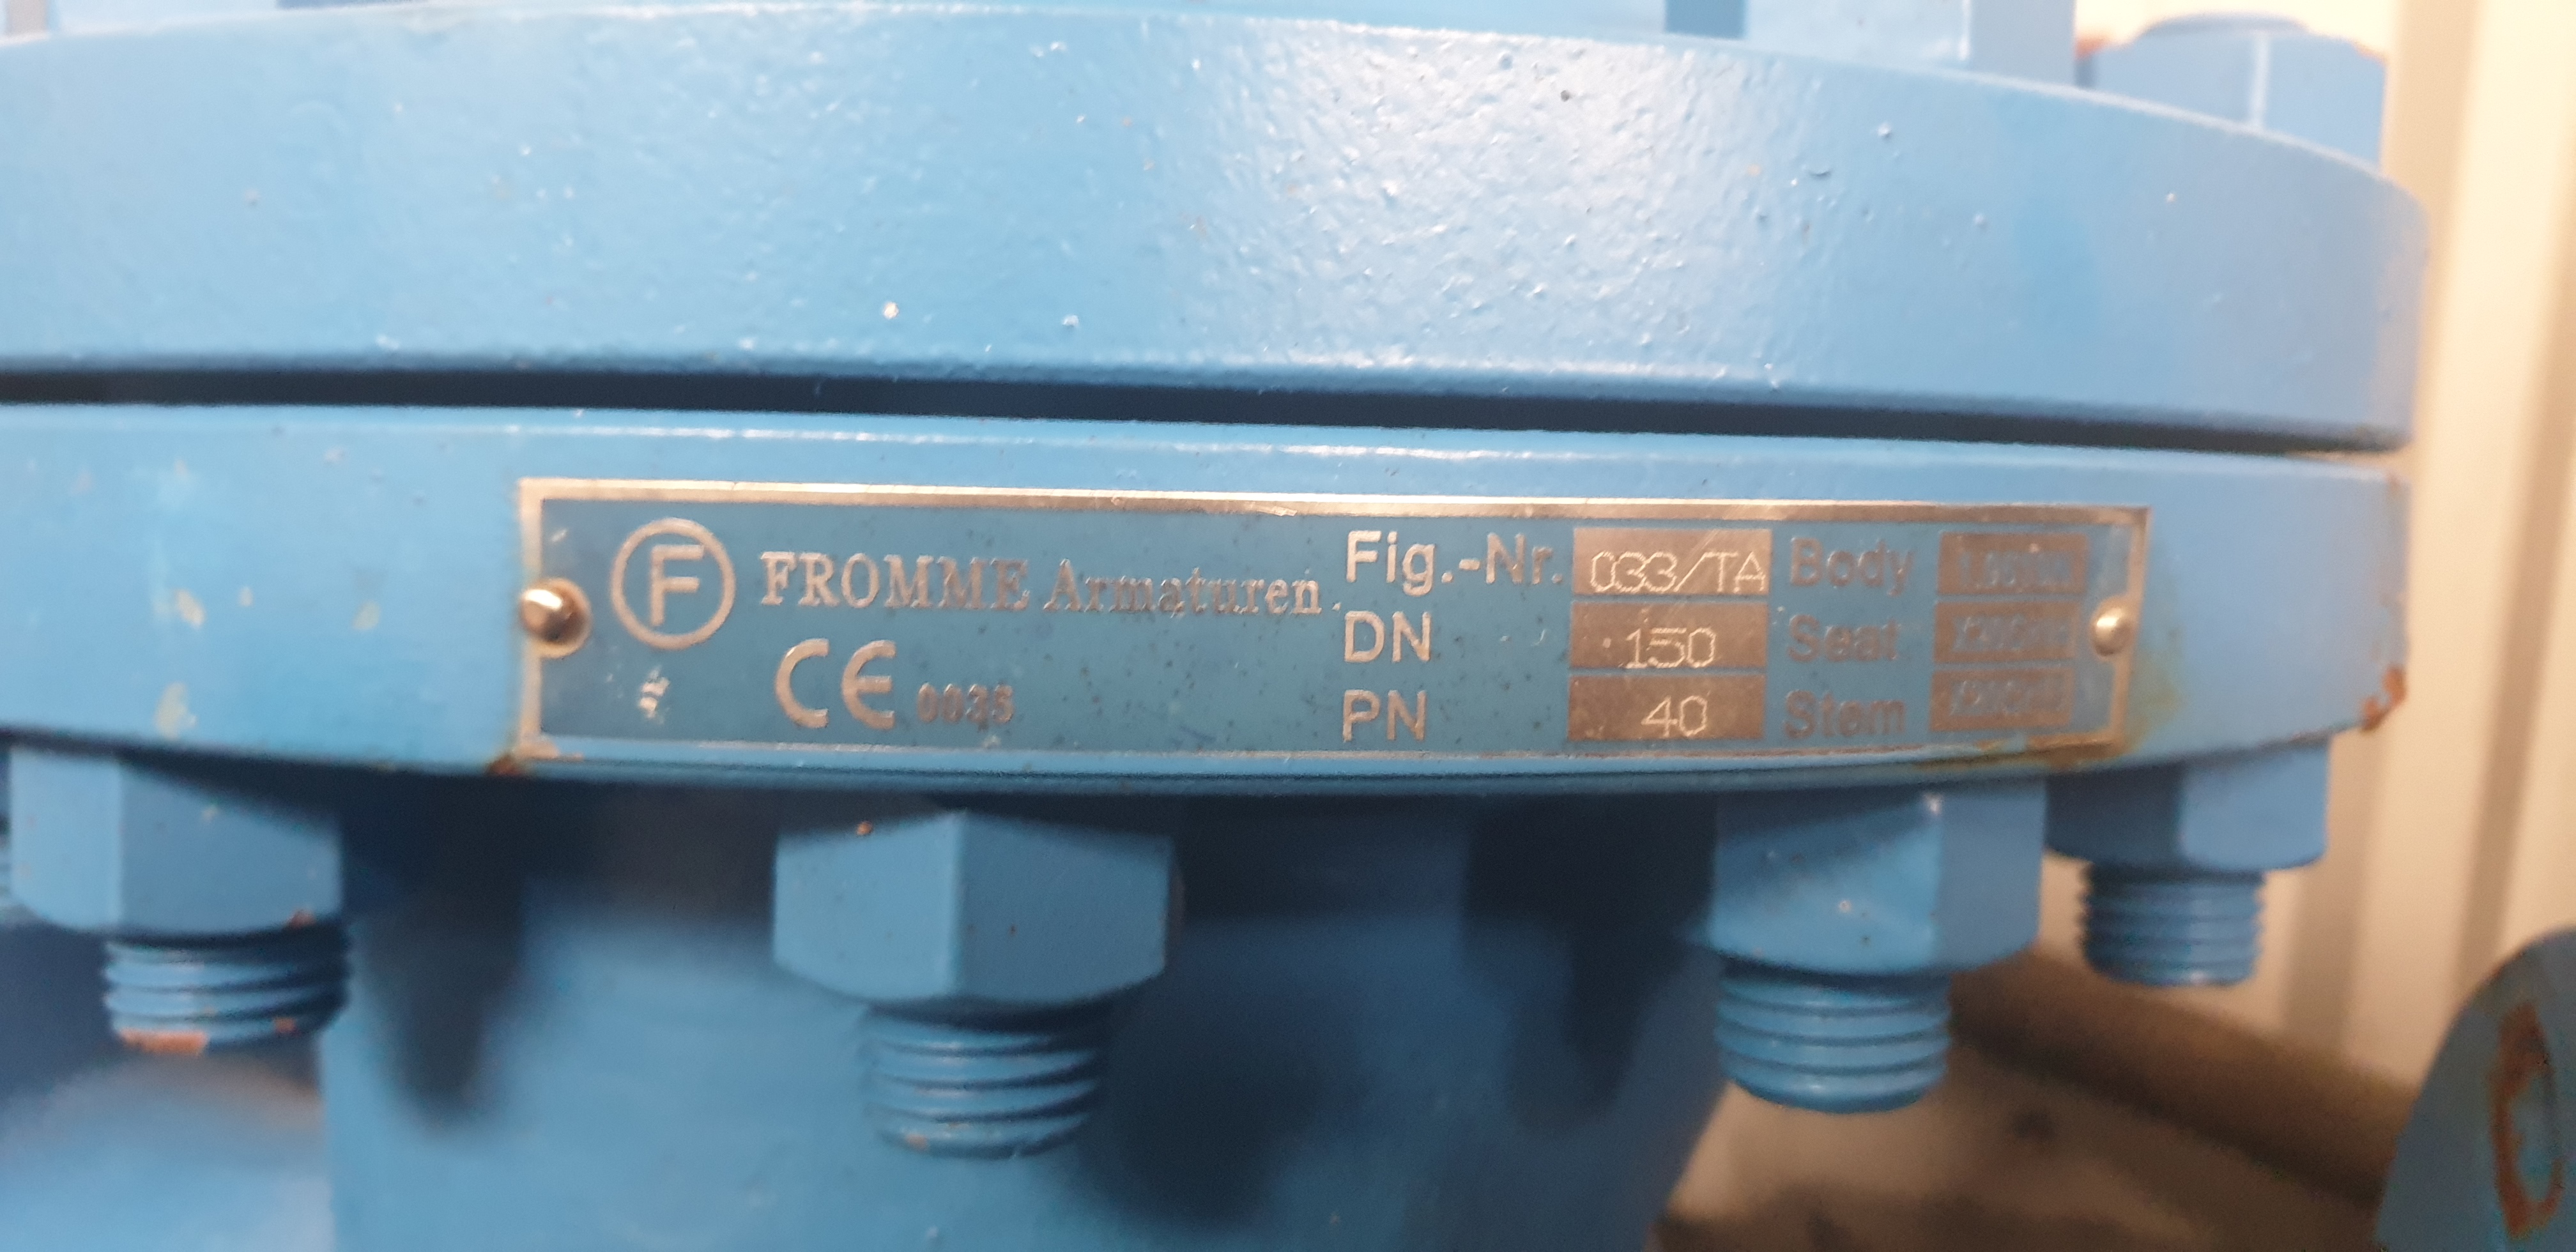 F FROMME Armaturen
CE 0035
Fig.-Nr. 033/TA Body
DN 150 Seat
PN 40 Stem